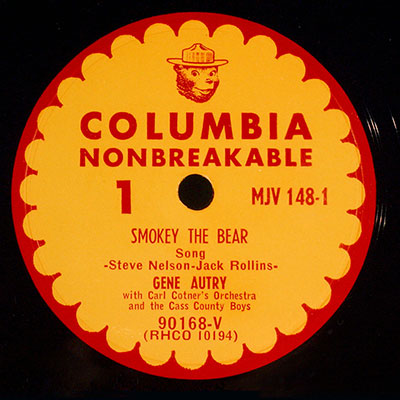 COLUMBIA
NONBREAKABLE
1
MJV 148-1
SMOKEY THE BEAR
Song
-Steve Nelson-Jack Rollins-
GENE AUTRY
with Carl Cotner's Orchestra
and the Cass County Boys
90168-V
(RHCO 10194)